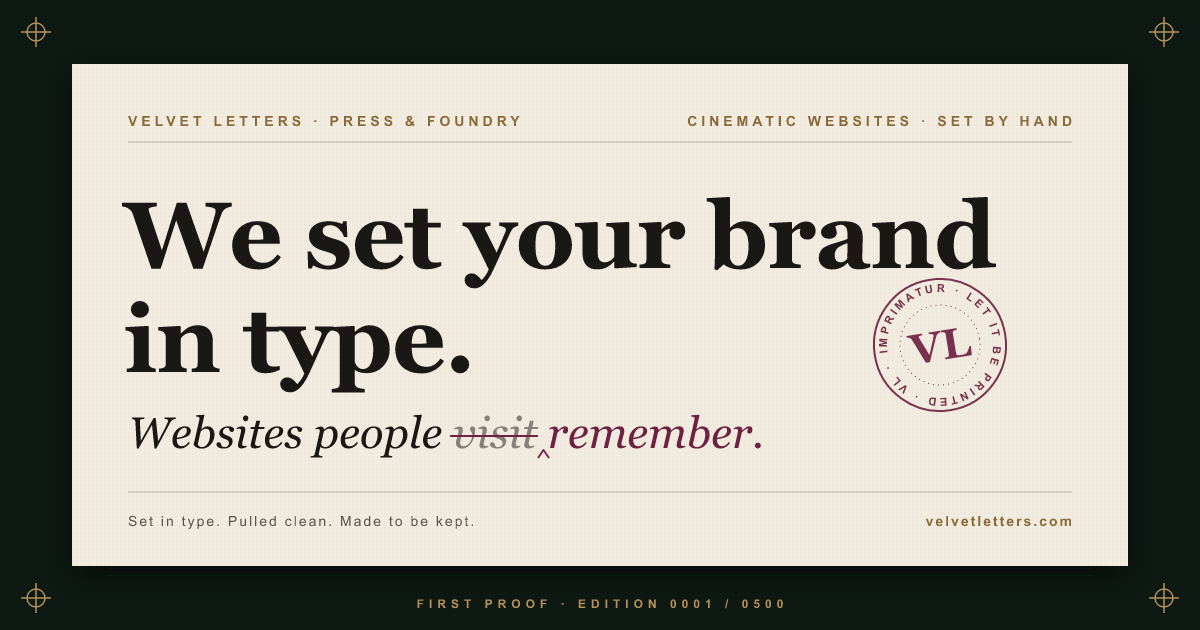 VELVET LETTERS · PRESS & FOUNDRY
CINEMATIC WEBSITES · SET BY HAND
We set your brand
in type.
IMPRIMATUR · LET IT BE PRINTED · VL ·
VL
Websites people visit ^ remember.
Set in type. Pulled clean. Made to be kept.
velvetletters.com
FIRST PROOF · EDITION 0001 / 0500